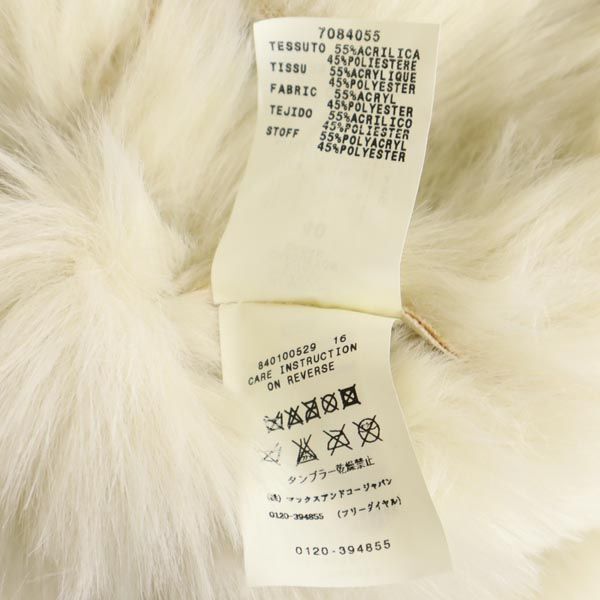 7084055
TESSUTO 55%ACRILICA
45%POLIESTERE
TISSU 55%ACRYLIQUE
45%POLYESTER
FABRIC 55%ACRYL
45%POLYESTER
TEJIDO 55%ACRILICO
45%POLIESTER
STOFF 55%POLYACRYL
45%POLYESTER
840100529 16
CARE INSTRUCTION
ON REVERSE
タンブラー乾燥禁止
マックスアンドコージャパン
0120-394855 (フリーダイヤル)
0120-394855